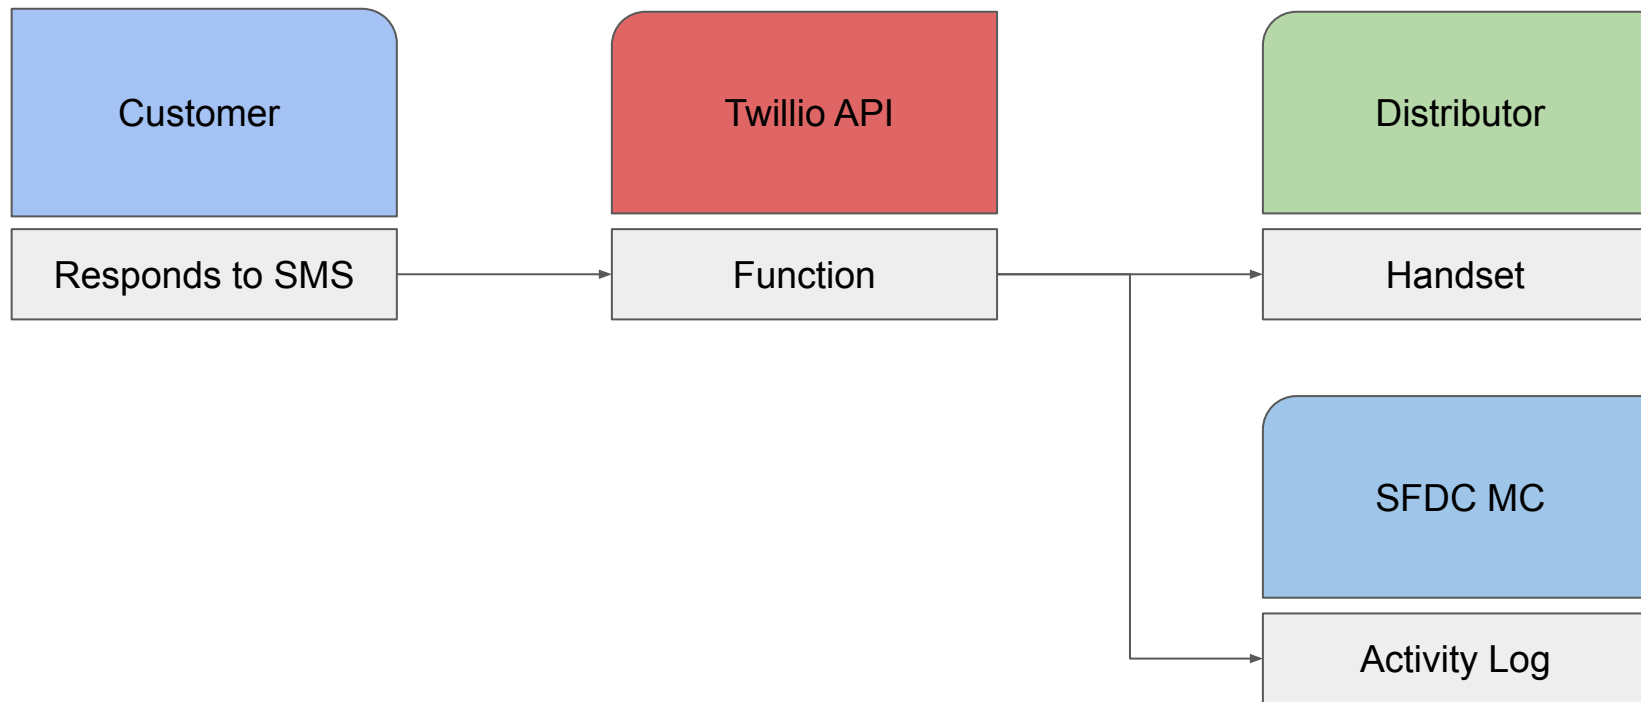 Customer
Twillio API
Distributor
Responds to SMS
Function
Handset
SFDC MC
Activity Log